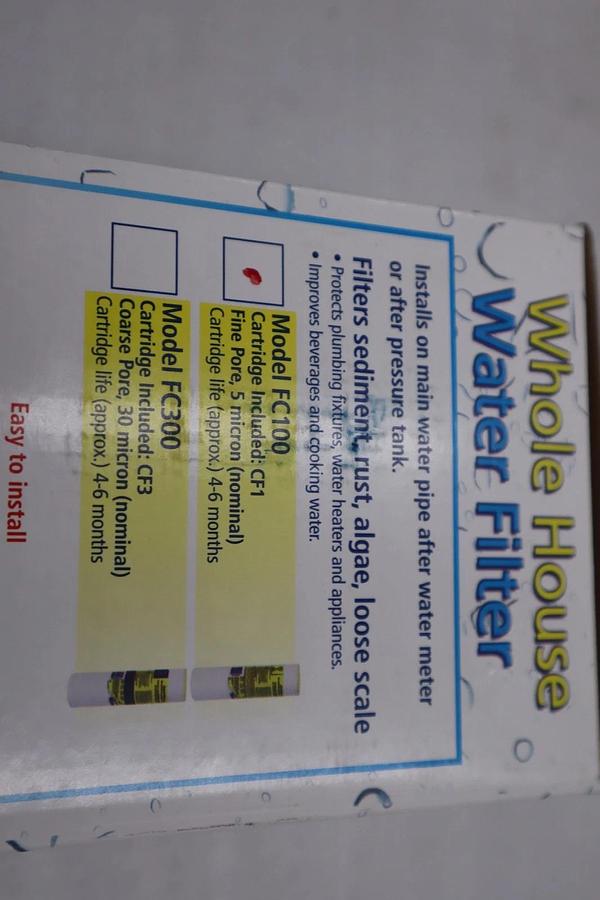 Whole House
Water Filter
Installs on main water pipe after water meter
or after pressure tank.
Filters sediment, rust, algae, loose scale
• Protects plumbing fixtures, water heaters and appliances.
• Improves beverages and cooking water.
Model FC100
Cartridge Included: CF1
Fine Pore, 5 micron (nominal)
Cartridge life (approx.) 4-6 months
Model FC300
Cartridge Included: CF3
Coarse Pore, 30 micron (nominal)
Cartridge life (approx.) 4-6 months
Easy to install